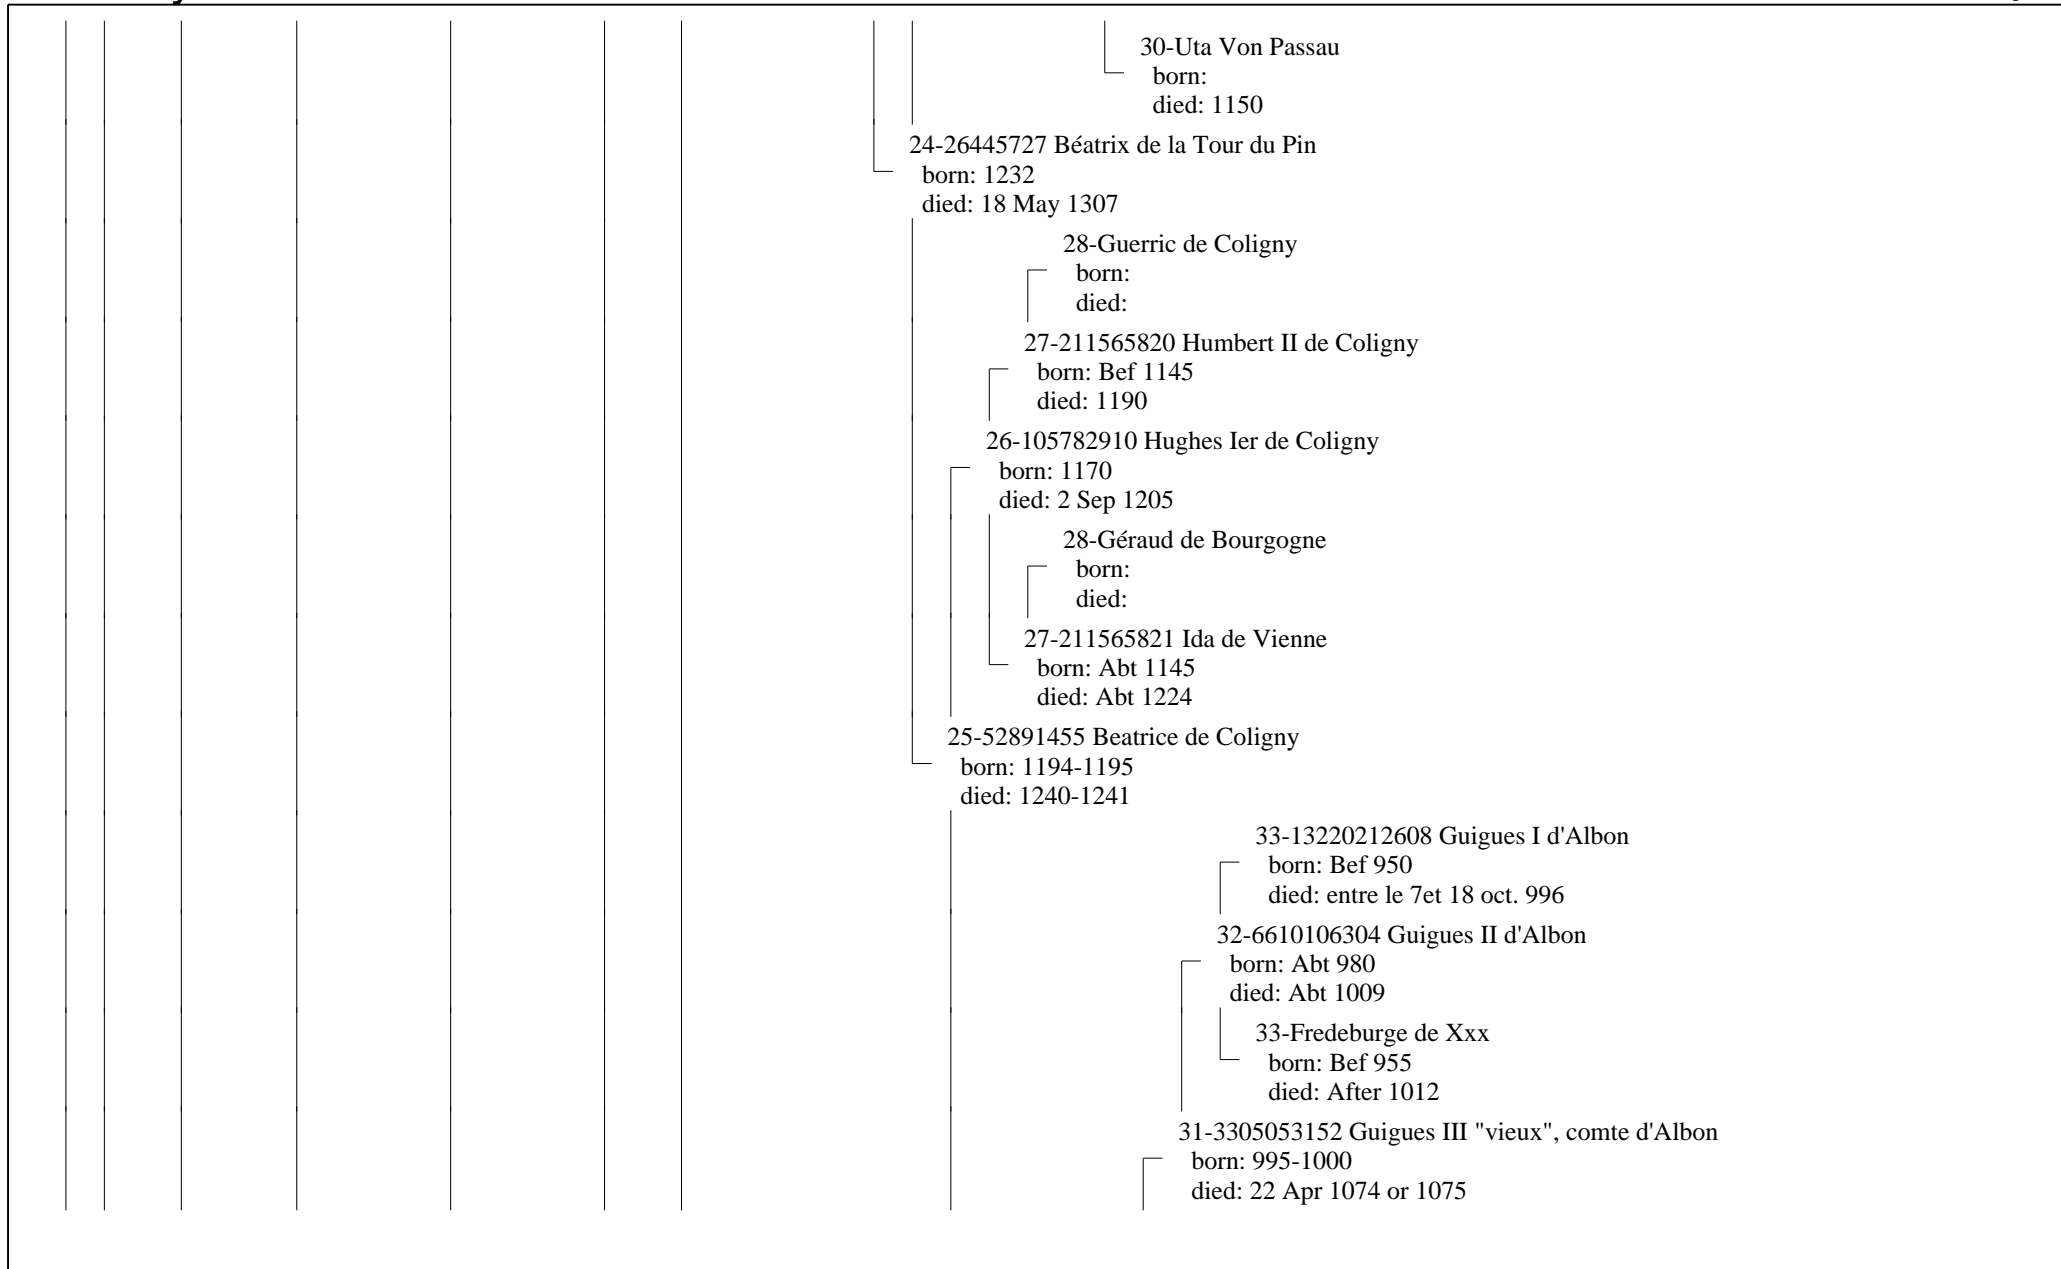 30-Uta Von Passau
born:
died: 1150
24-26445727 Béatrix de la Tour du Pin
born: 1232
died: 18 May 1307
28-Guerric de Coligny
born:
died:
27-211565820 Humbert II de Coligny
born: Bef 1145
died: 1190
26-105782910 Hughes Ier de Coligny
born: 1170
died: 2 Sep 1205
28-Géraud de Bourgogne
born:
died:
27-211565821 Ida de Vienne
born: Abt 1145
died: Abt 1224
25-52891455 Beatrice de Coligny
born: 1194-1195
died: 1240-1241
33-13220212608 Guigues I d'Albon
born: Bef 950
died: entre le 7et 18 oct. 996
32-6610106304 Guigues II d'Albon
born: Abt 980
died: Abt 1009
33-Fredeburge de Xxx
born: Bef 955
died: After 1012
31-3305053152 Guigues III "vieux", comte d'Albon
born: 995-1000
died: 22 Apr 1074 or 1075